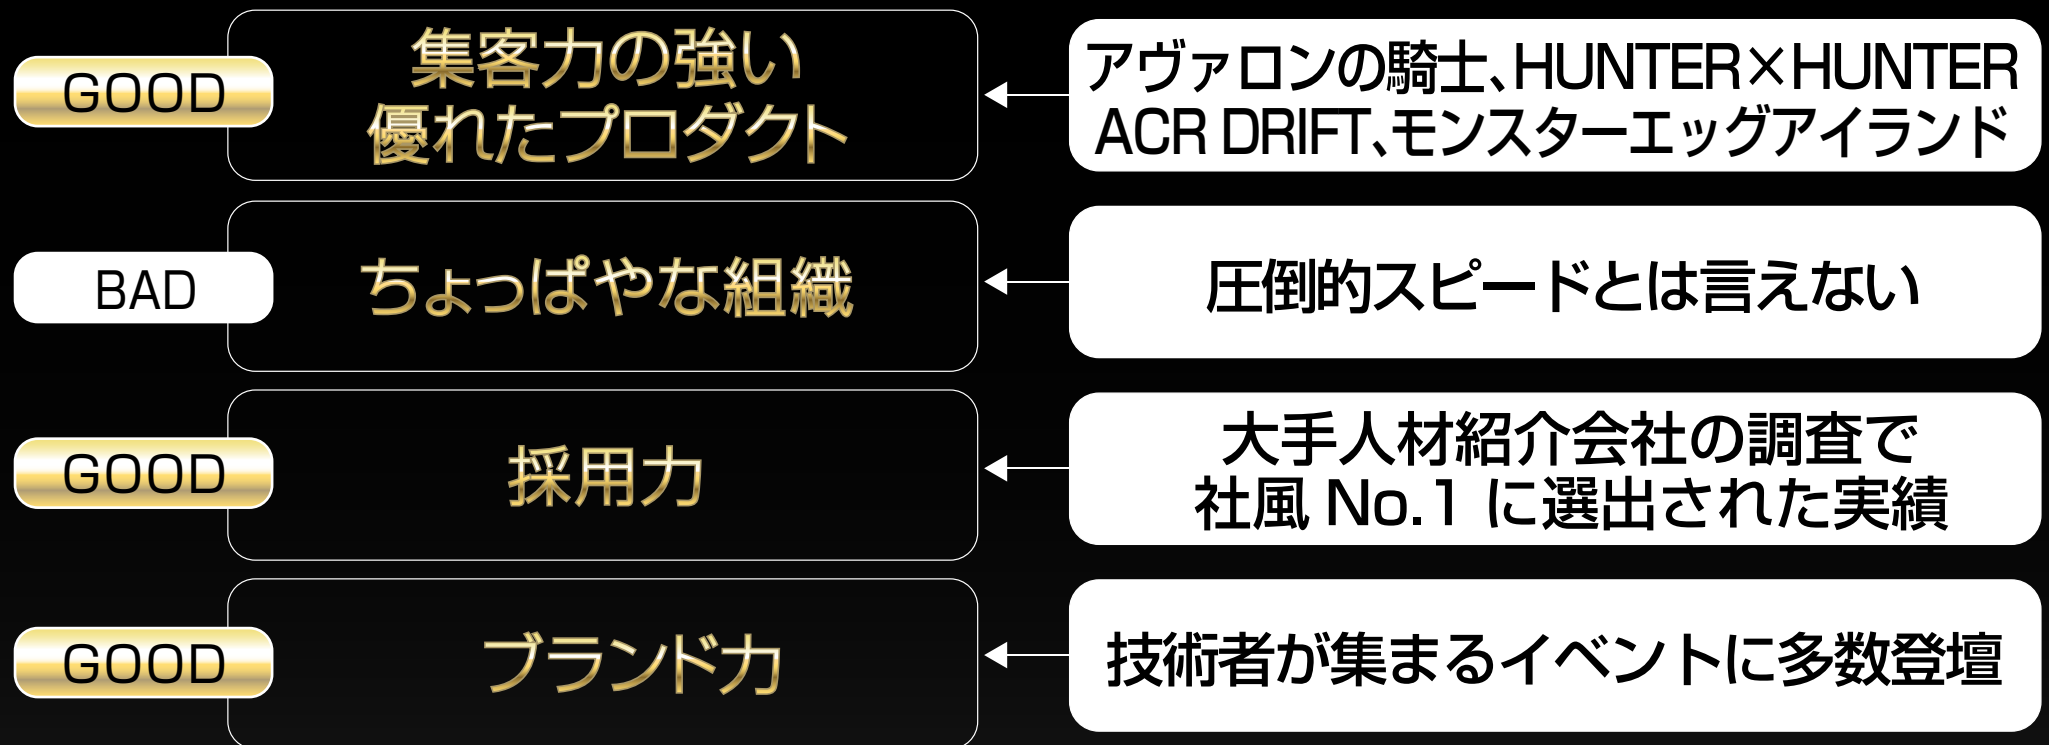 GOOD
集客力の強い
優れたプロダクト
アヴァロンの騎士、HUNTER×HUNTER
ACR DRIFT、モンスターエッグアイランド
BAD
ちょっぱやな組織
圧倒的スピードとは言えない
GOOD
採用力
大手人材紹介会社の調査で
社風 No.1 に選出された実績
GOOD
ブランド力
技術者が集まるイベントに多数登壇